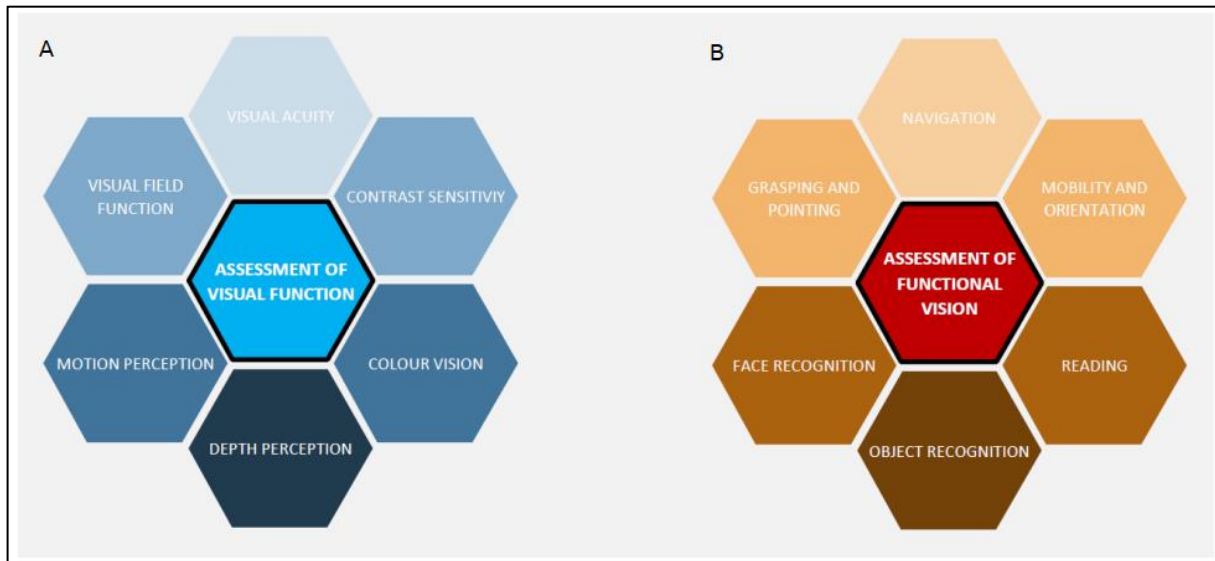 A
VISUAL ACUITY
VISUAL FIELD
FUNCTION
CONTRAST SENSITIVIY
ASSESSMENT OF
VISUAL FUNCTION
MOTION PERCEPTION
COLOUR VISION
DEPTH PERCEPTION
B
NAVIGATION
GRASPING AND
POINTING
MOBILITY AND
ORIENTATION
ASSESSMENT OF
FUNCTIONAL
VISION
FACE RECOGNITION
READING
OBJECT RECOGNITION